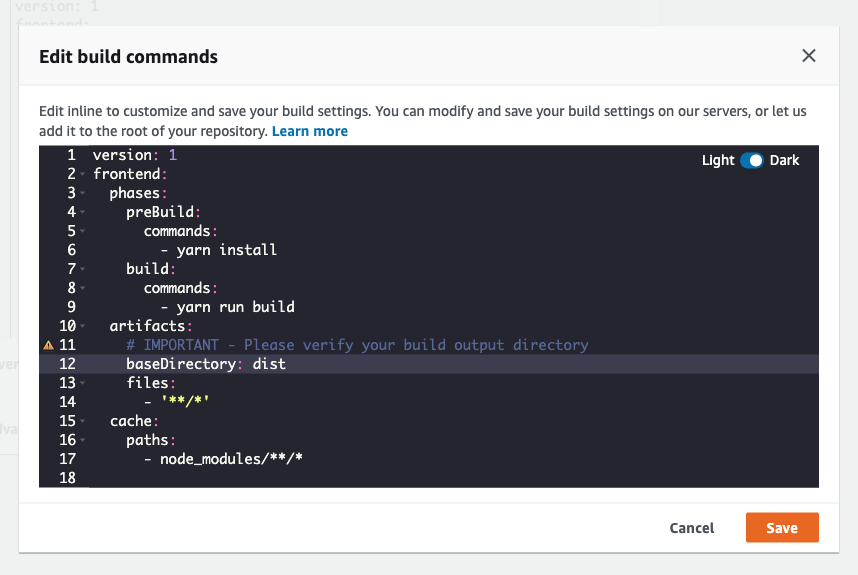 version: 1
frontend:
Edit build commands
Edit inline to customize and save your build settings. You can modify and save your build settings on our servers, or let us
add it to the root of your repository. Learn more
Light Dark
1 version: 1
2 frontend:
3 phases:
4 preBuild:
5 commands:
6 - yarn install
7 build:
8 commands:
9 - yarn run build
10 artifacts:
11 # IMPORTANT - Please verify your build output directory
12 baseDirectory: dist
13 files:
14 - '**/*'
15 cache:
16 paths:
17 - node_modules/**/*
18
Cancel Save